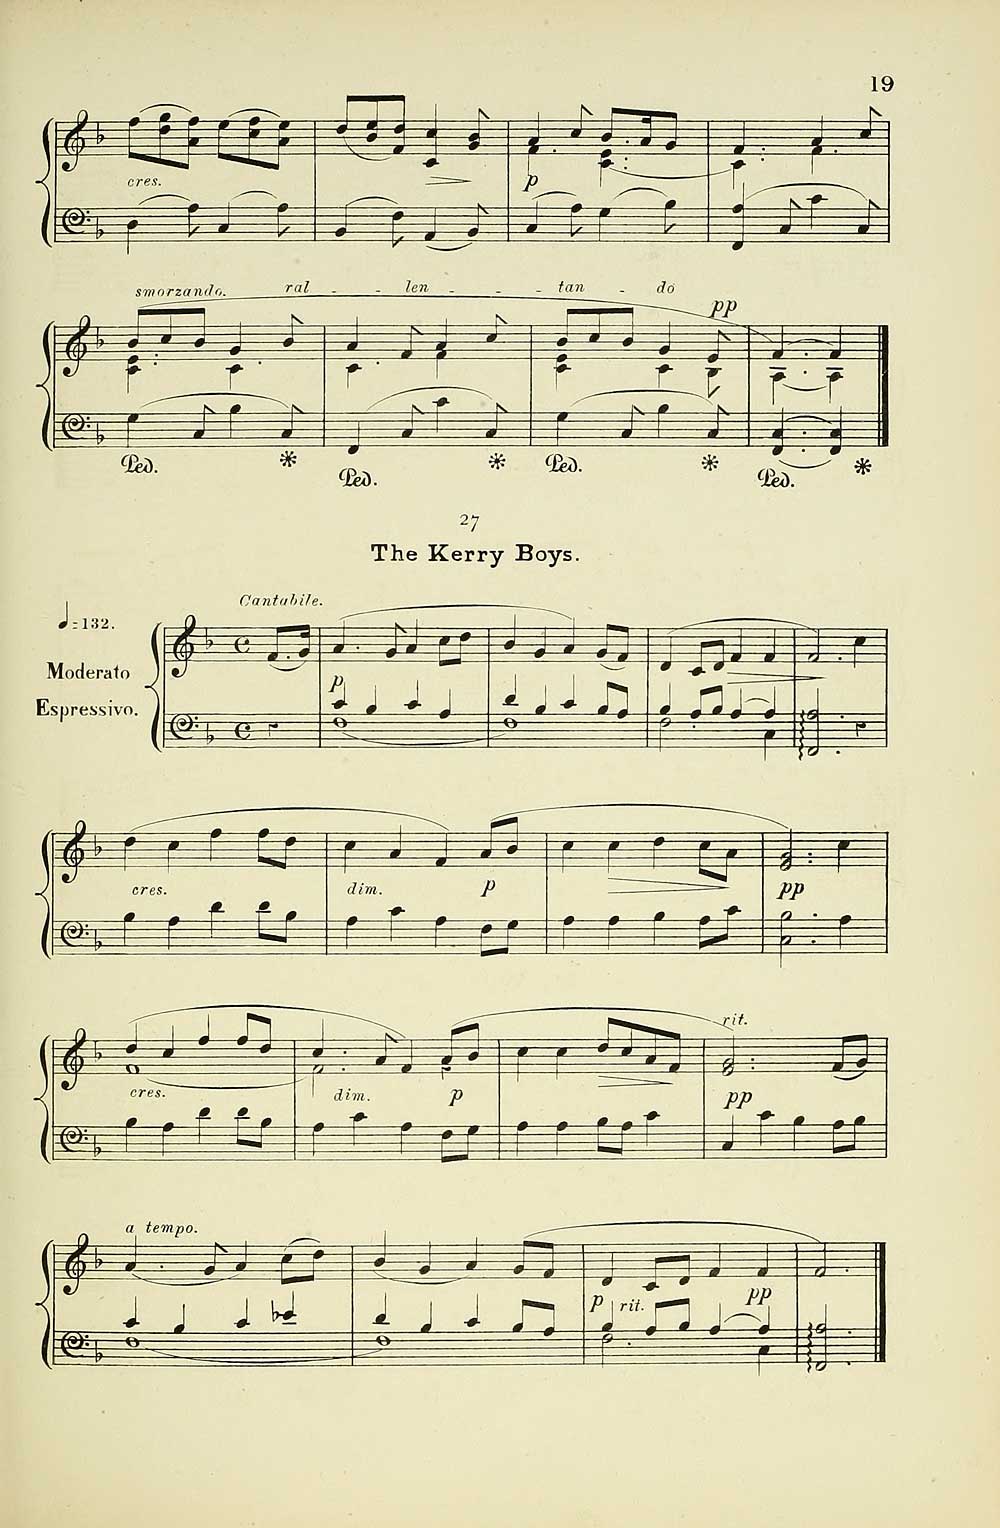 19
cres.
p
smorzando. ral - - len - - - tan - do
pp
Ped. * Ped. * Ped. * Ped. *
27
The Kerry Boys.
Cantabile.
♩=132.
Moderato
Espressivo.
p
cres. dim. p pp
rit.
cres. dim. p pp
a tempo.
p rit. pp